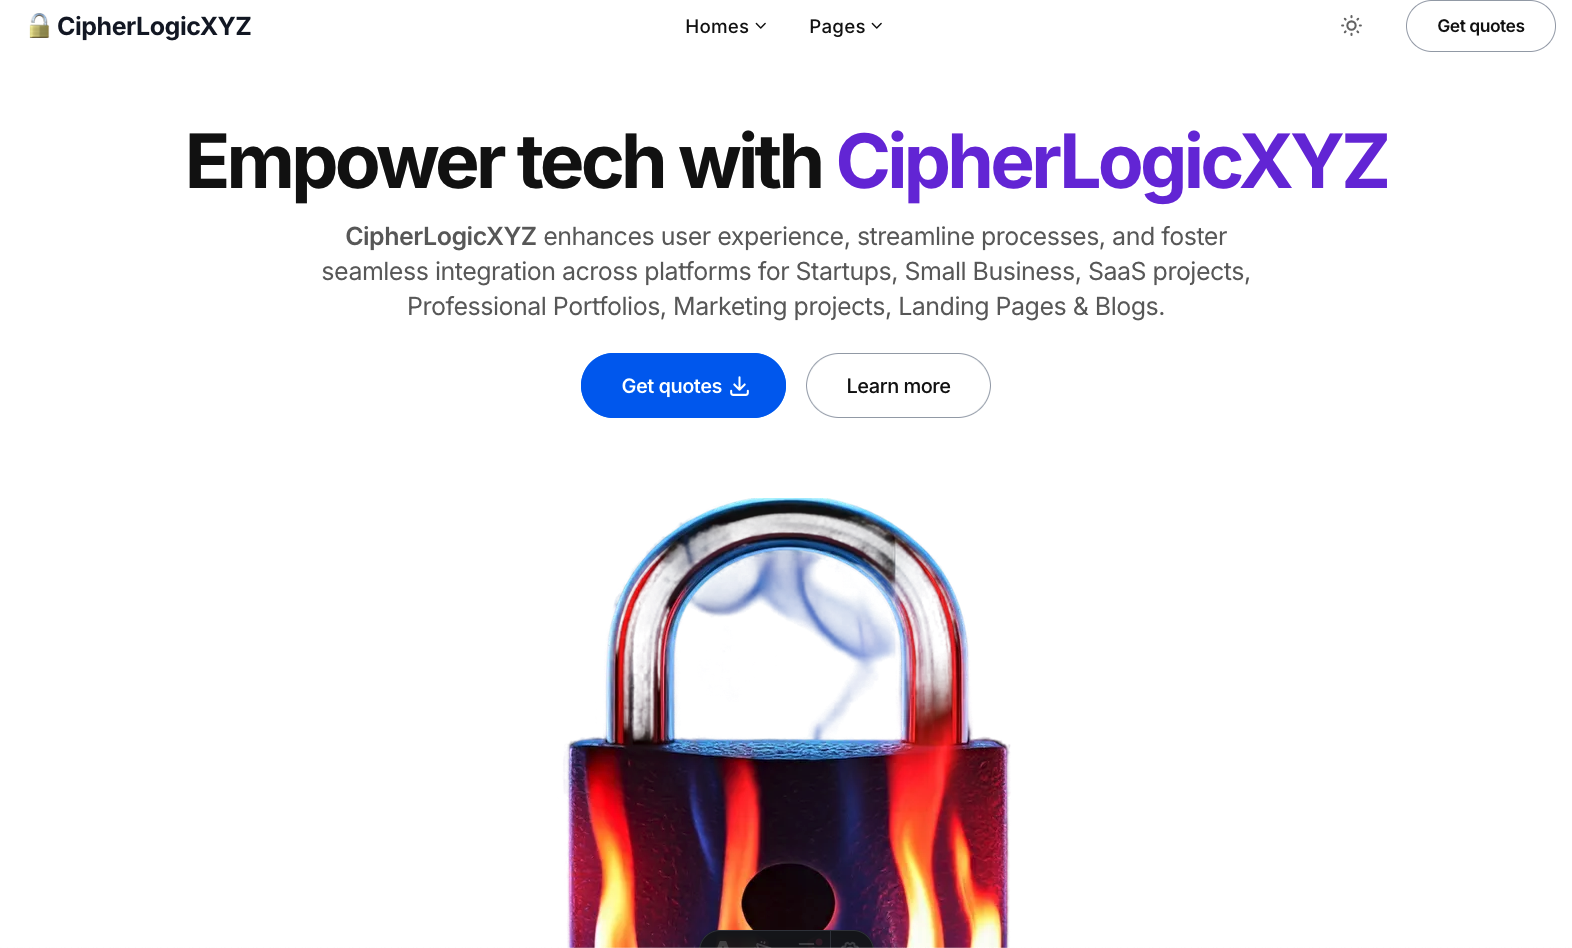 CipherLogicXYZ
Homes
Pages
Get quotes
Empower tech with CipherLogicXYZ
CipherLogicXYZ enhances user experience, streamline processes, and foster
seamless integration across platforms for Startups, Small Business, SaaS projects,
Professional Portfolios, Marketing projects, Landing Pages & Blogs.
Get quotes
Learn more